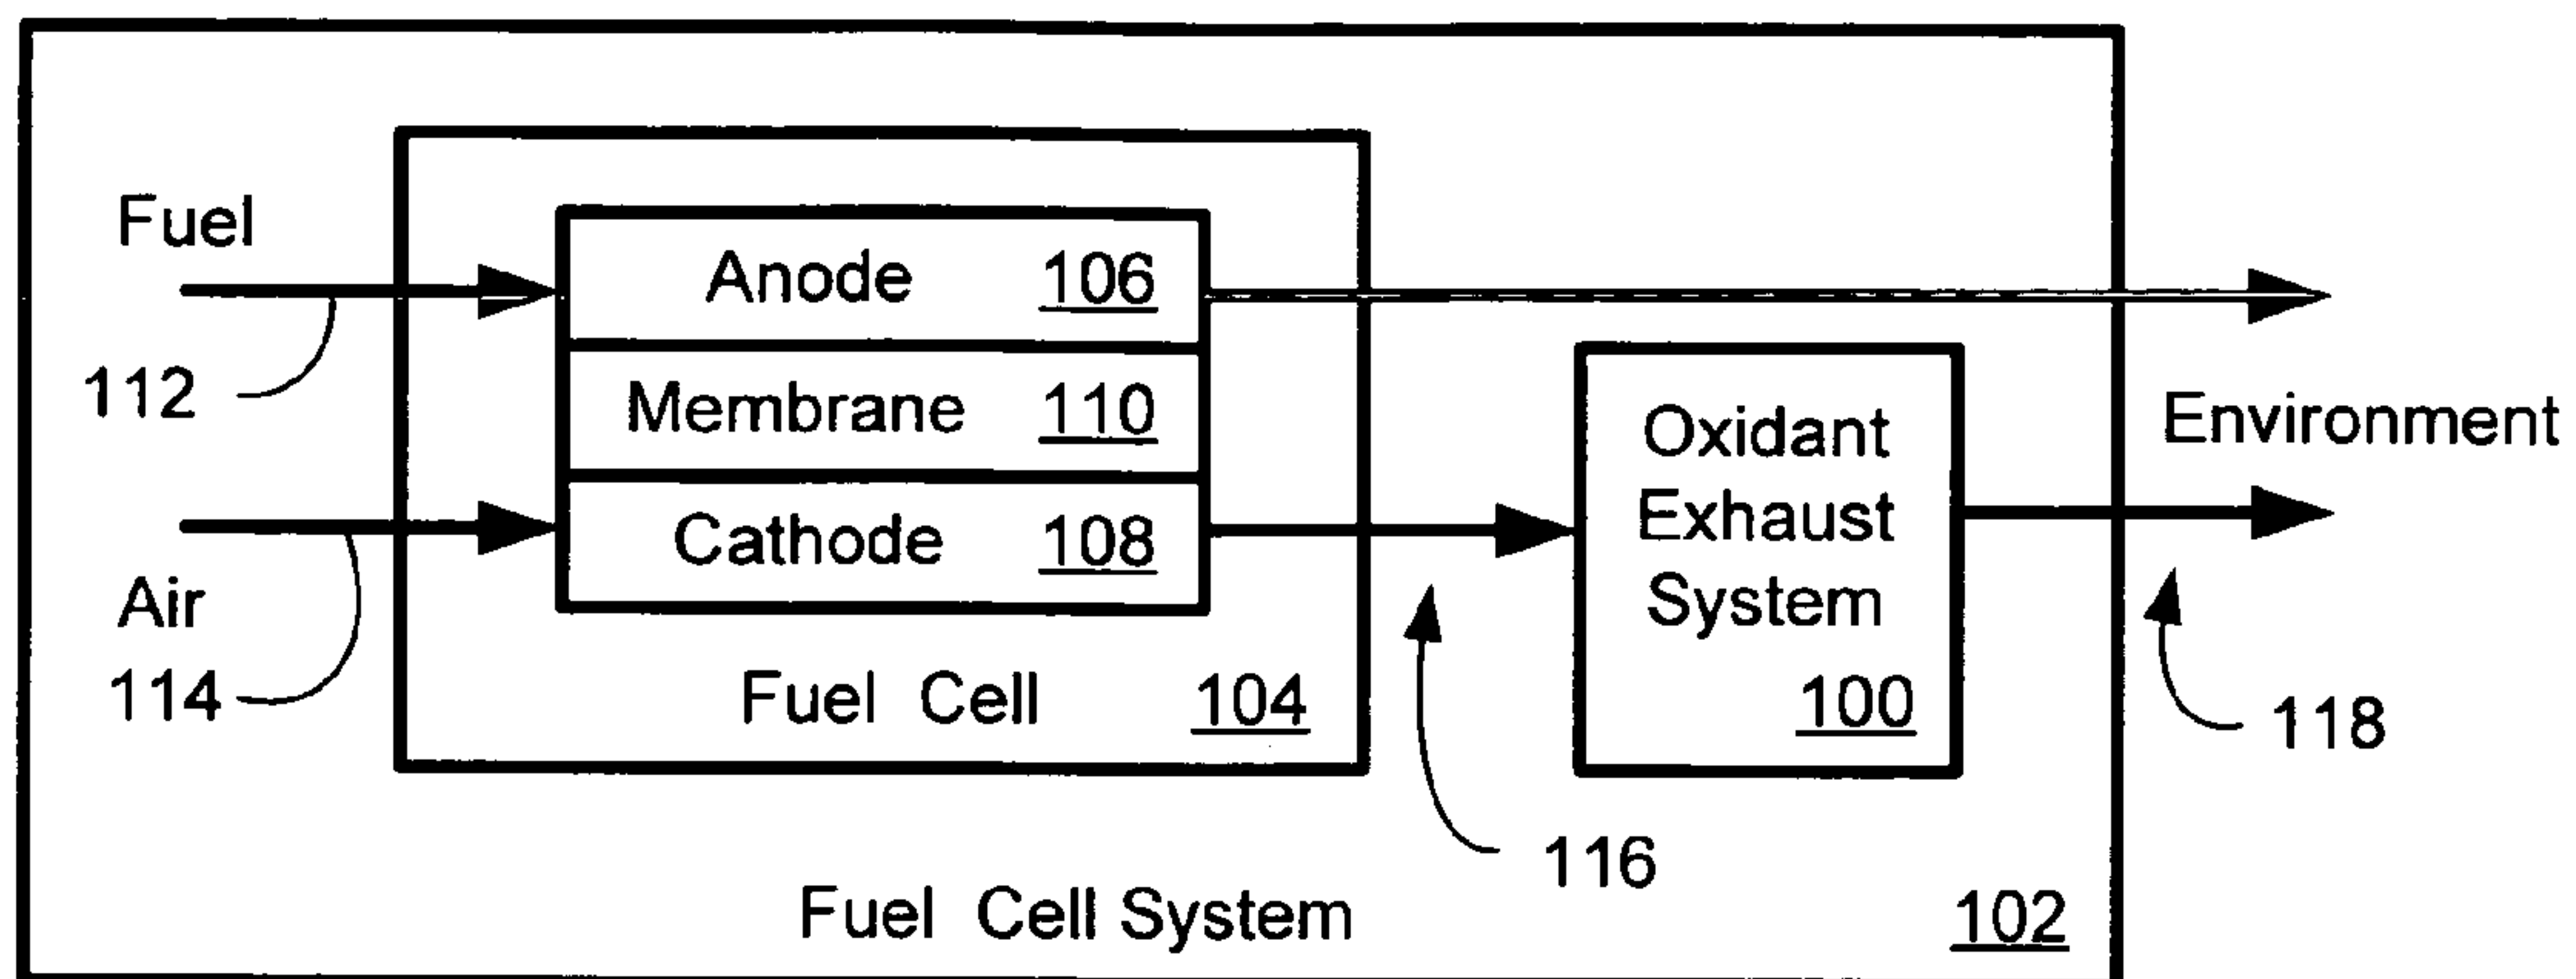 Fuel
112
Anode 106
Membrane 110
Cathode 108
Air
114
Fuel Cell 104
Oxidant
Exhaust
System
100
Environment
118
116
Fuel Cell System 102